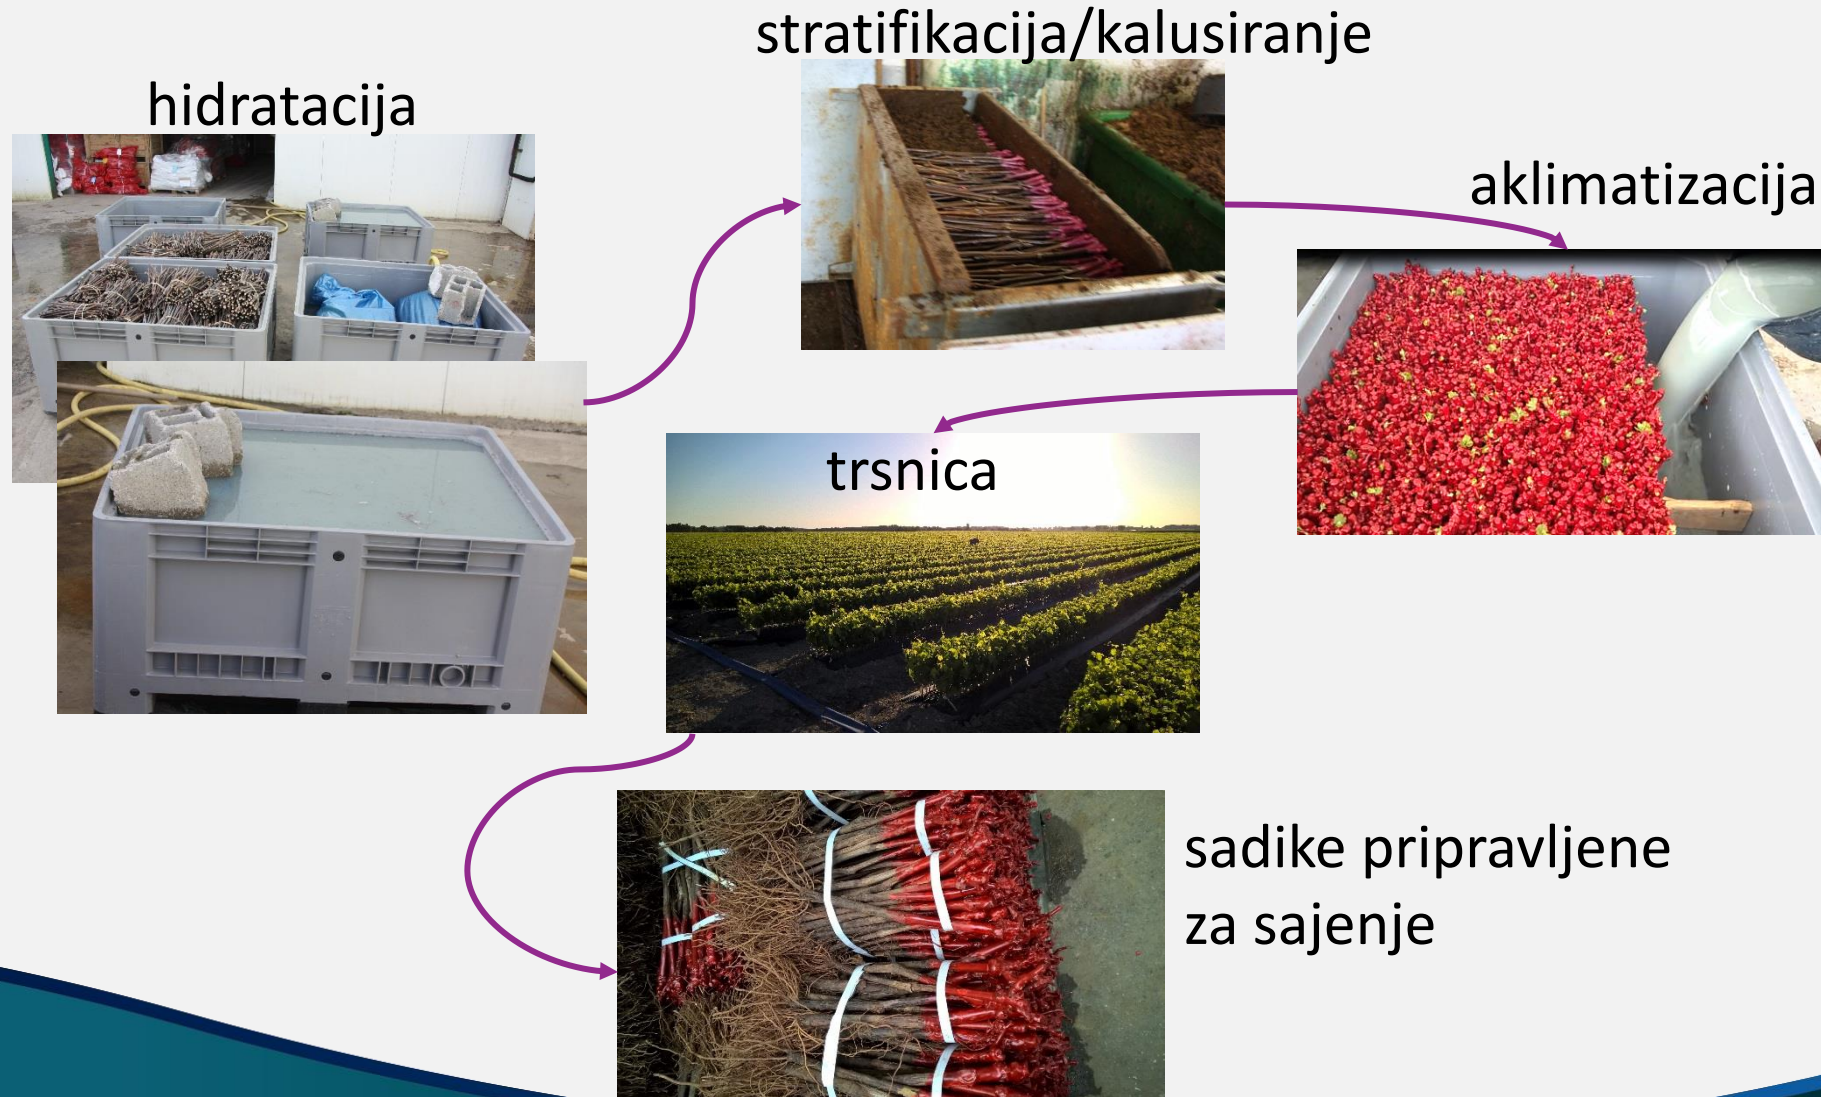 hidratacija
stratifikacija/kalusiranje
aklimatizacija
trsnica
sadike pripravljene
za sajenje